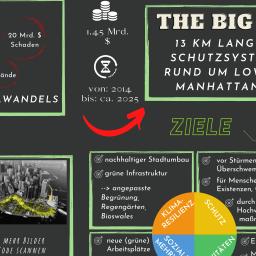 20 Mrd. $
Schaden
ände
WANDELS
1,45 Mrd.
$
von: 2014
bis: ca. 2025
THE BIG
13 KM LANG
SCHUTZSYST
RUND UM LOW
MANHATTAN
ZIELE
nachhaltiger Stadtumbau
grüne Infrastruktur
--> angepasste
Begrünung,
Regengärten,
Bioswales
neue (grüne)
Arbeitsplätze
KLIMA-
RESILIENZ
SCHUTZ
SOZIAL
MEHR
ITÄTEN
vor Stürmen
Überschwem
für Mensche
Existenzen,
durch
Hochw
maßn
MEHR BILDER
ODE SCANNEN